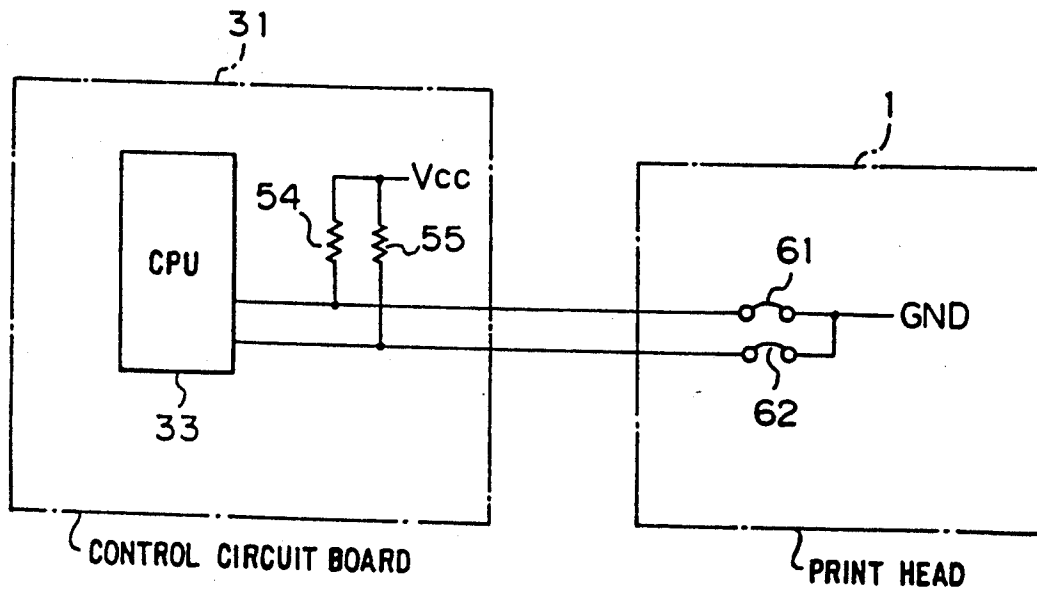 31
1
Vcc
54
55
CPU
61
GND
62
33
CONTROL CIRCUIT BOARD
PRINT HEAD